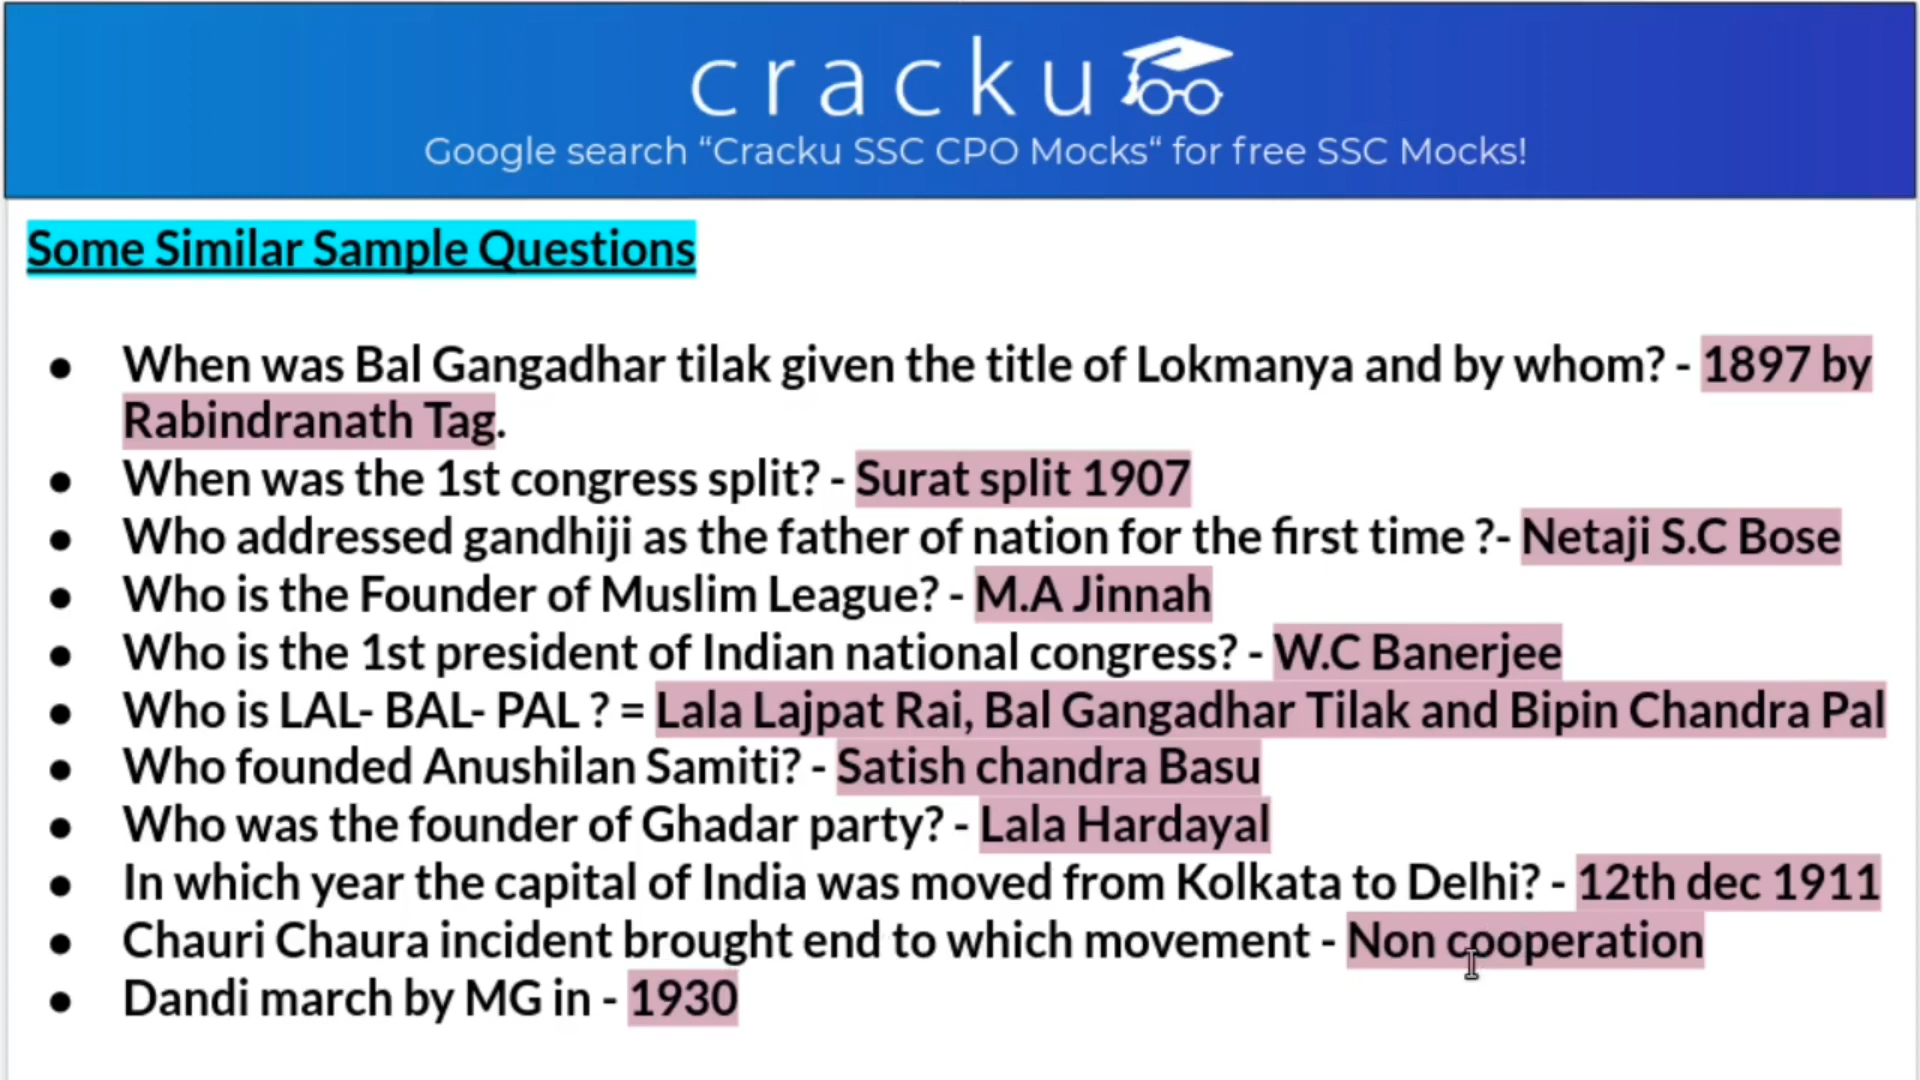 cracku
Google search “Cracku SSC CPO Mocks“ for free SSC Mocks!
Some Similar Sample Questions
● When was Bal Gangadhar tilak given the title of Lokmanya and by whom? - 1897 by
Rabindranath Tag.
● When was the 1st congress split? - Surat split 1907
● Who addressed gandhiji as the father of nation for the first time ?- Netaji S.C Bose
● Who is the Founder of Muslim League? - M.A Jinnah
● Who is the 1st president of Indian national congress? - W.C Banerjee
● Who is LAL- BAL- PAL ? = Lala Lajpat Rai, Bal Gangadhar Tilak and Bipin Chandra Pal
● Who founded Anushilan Samiti? - Satish chandra Basu
● Who was the founder of Ghadar party? - Lala Hardayal
● In which year the capital of India was moved from Kolkata to Delhi? - 12th dec 1911
● Chauri Chaura incident brought end to which movement - Non cooperation
● Dandi march by MG in - 1930